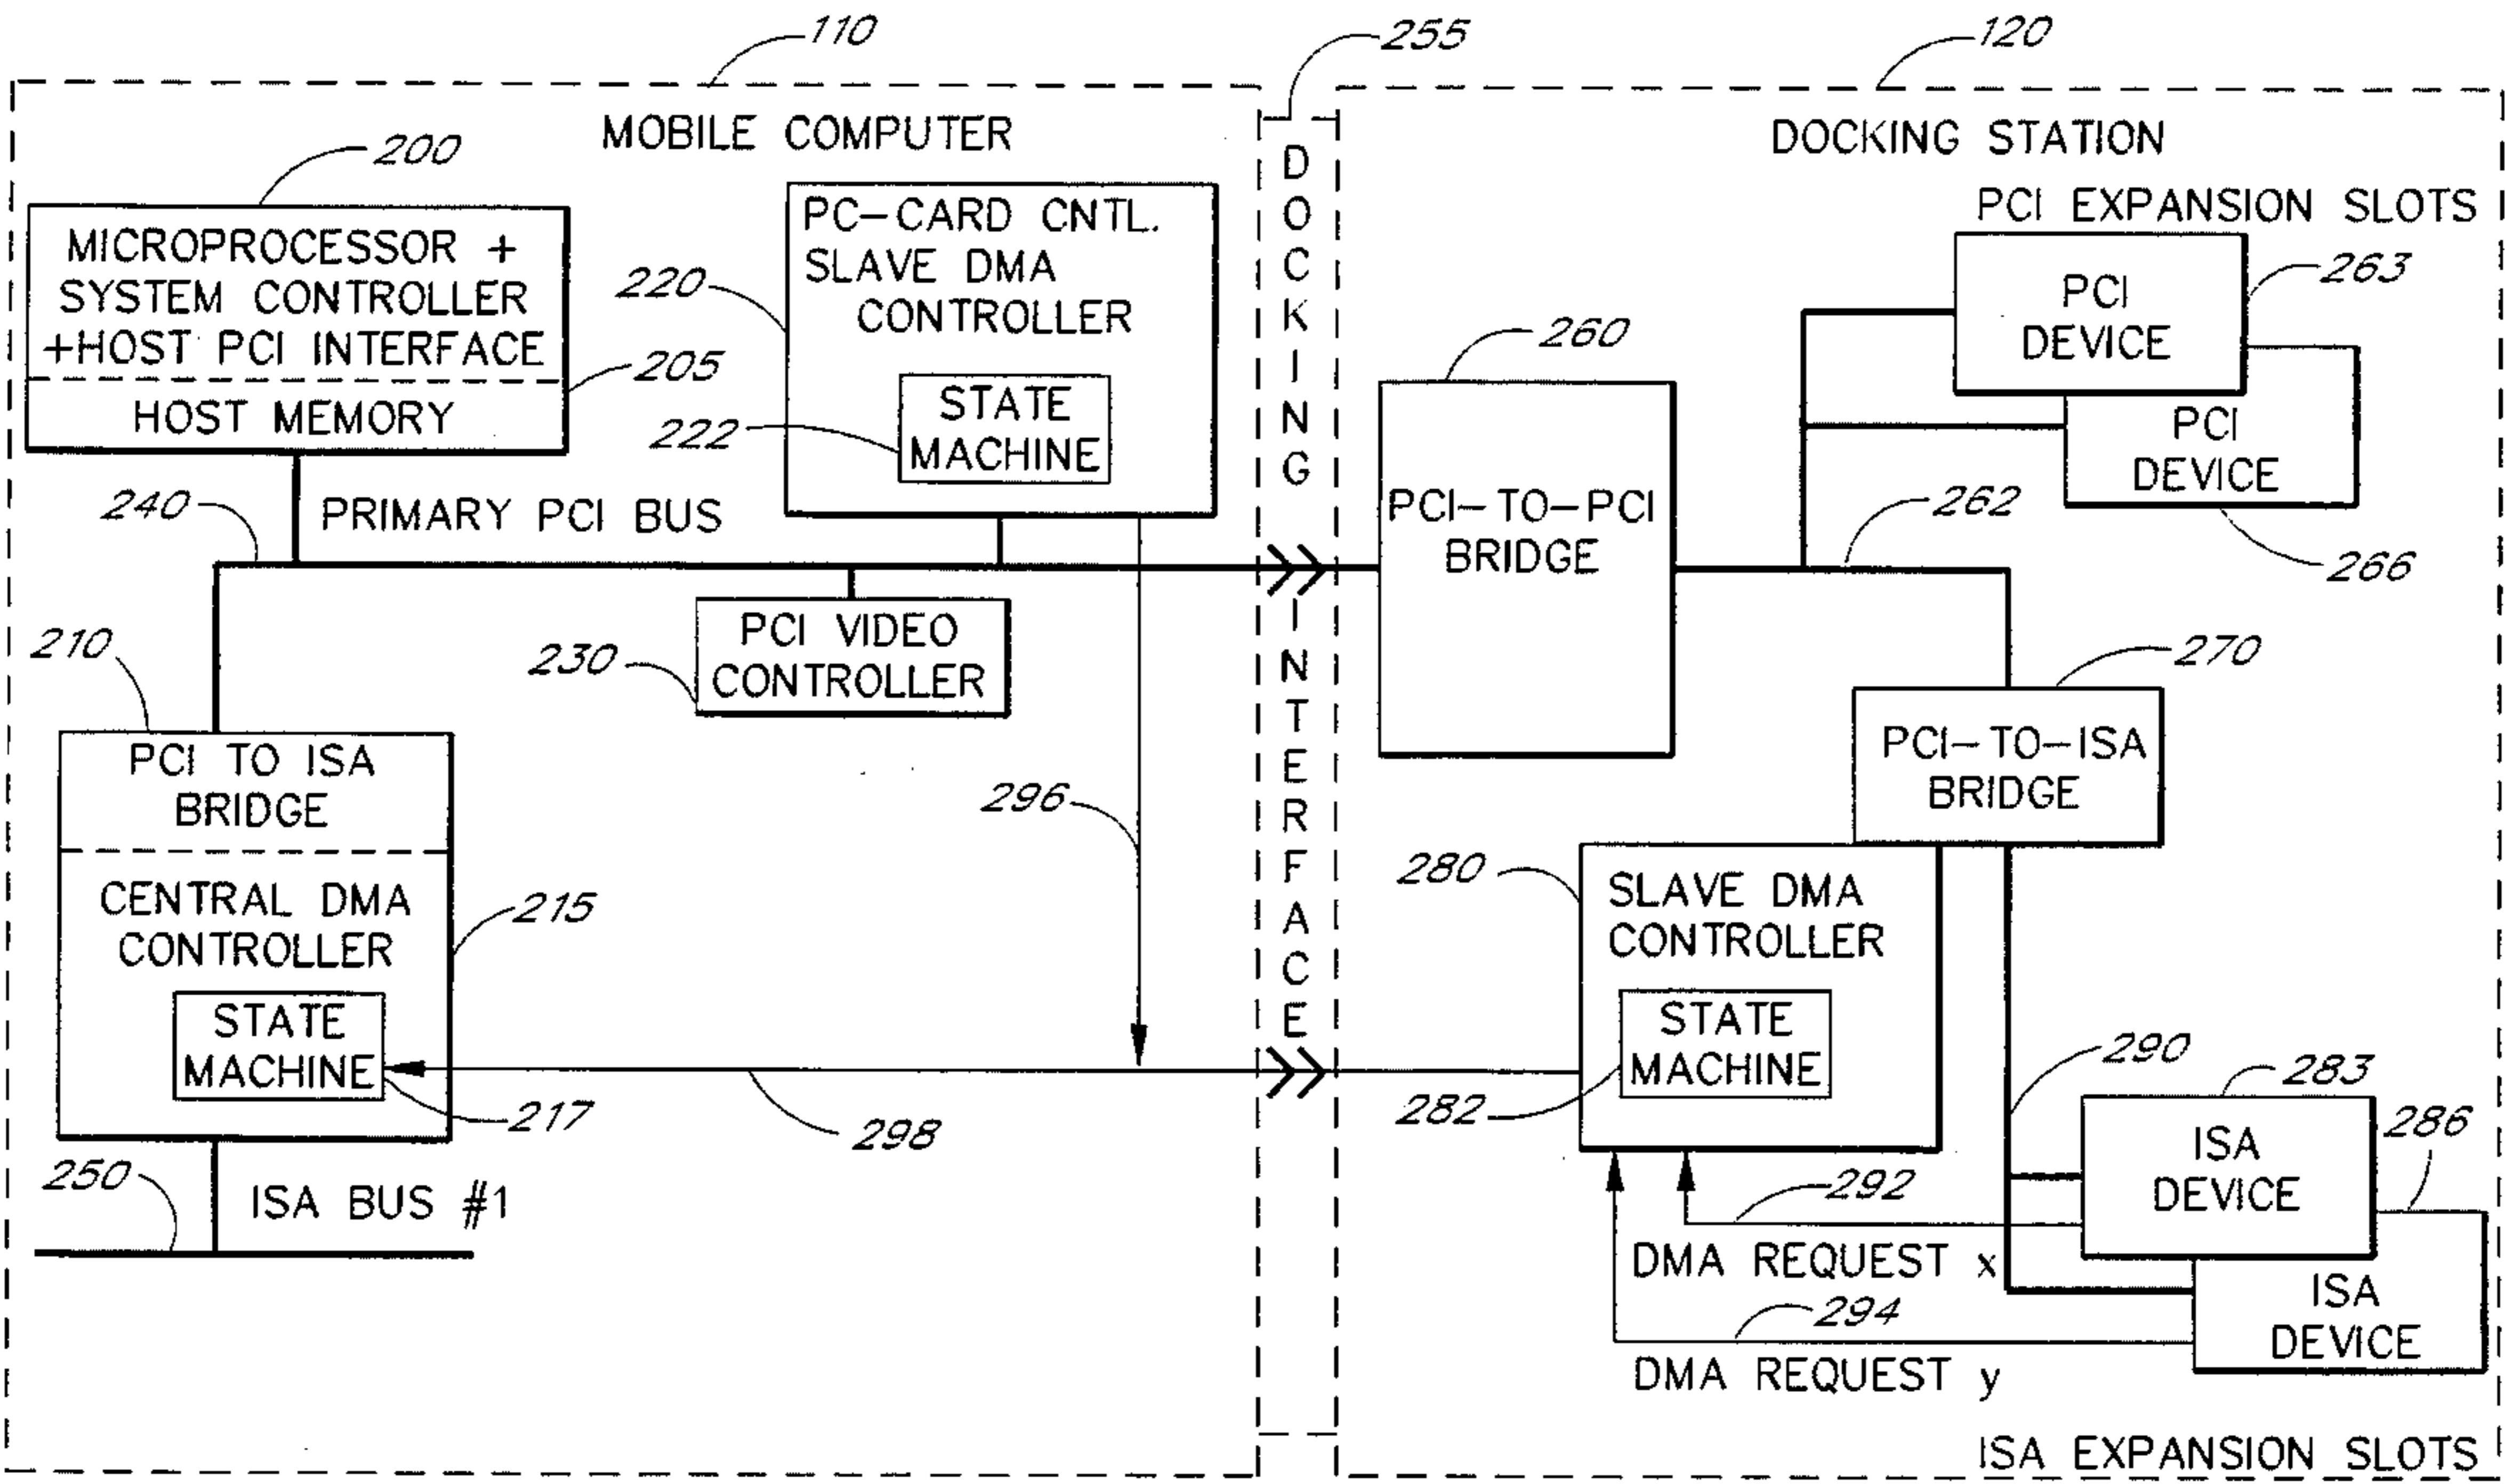 110
255
120
MOBILE COMPUTER
DOCKING STATION
200
MICROPROCESSOR +
SYSTEM CONTROLLER
+HOST PCI INTERFACE
205
HOST MEMORY
PC-CARD CNTL.
SLAVE DMA
CONTROLLER
220
STATE
MACHINE
222
240
PRIMARY PCI BUS
PCI VIDEO
CONTROLLER
230
210
PCI TO ISA
BRIDGE
CENTRAL DMA
CONTROLLER
215
STATE
MACHINE
217
296
298
250
ISA BUS #1
DOCKING INTERFACE
PCI EXPANSION SLOTS
PCI
DEVICE
263
PCI
DEVICE
266
260
PCI-TO-PCI
BRIDGE
262
270
PCI-TO-ISA
BRIDGE
280
SLAVE DMA
CONTROLLER
STATE
MACHINE
282
290
283
ISA
DEVICE
286
ISA
DEVICE
292
DMA REQUEST x
294
DMA REQUEST y
ISA EXPANSION SLOTS